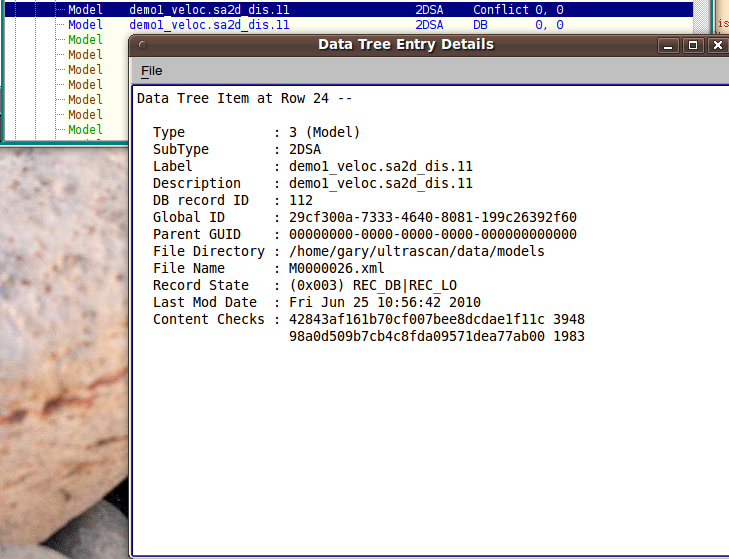 Model demo1_veloc.sa2d_dis.11 2DSA Conflict 0, 0
Model demo1_veloc.sa2d_dis.11 2DSA DB 0, 0
is
Model
Model
Model
Model
Model
Model
Model
Data Tree Entry Details
File
Data Tree Item at Row 24 --
Type : 3 (Model)
SubType : 2DSA
Label : demo1_veloc.sa2d_dis.11
Description : demo1_veloc.sa2d_dis.11
DB record ID : 112
Global ID : 29cf300a-7333-4640-8081-199c26392f60
Parent GUID : 00000000-0000-0000-0000-000000000000
File Directory : /home/gary/ultrascan/data/models
File Name : M0000026.xml
Record State : (0x003) REC_DB|REC_LO
Last Mod Date : Fri Jun 25 10:56:42 2010
Content Checks : 42843af161b70cf007bee8dcdae1f11c 3948
98a0d509b7cb4c8fda09571dea77ab00 1983